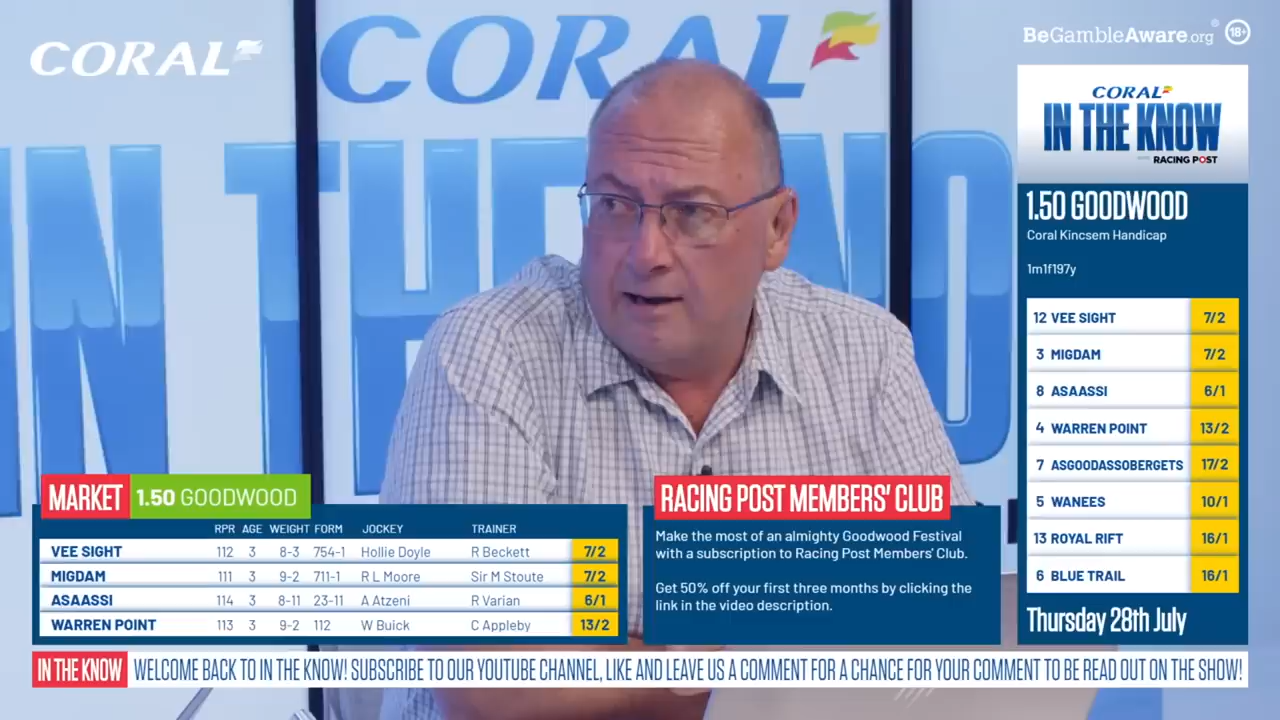 CORAL
CORAL
IN THE KNOW
BeGambleAware.org® 18+
CORAL
IN THE KNOW
RACING POST
1.50 GOODWOOD
Coral Kincsem Handicap
1m1f197y
12 VEE SIGHT 7/2
3 MIGDAM 7/2
8 ASAASSI 6/1
4 WARREN POINT 13/2
7 ASGOODASSOBERGETS 17/2
5 WANEES 10/1
13 ROYAL RIFT 16/1
6 BLUE TRAIL 16/1
Thursday 28th July
MARKET 1.50 GOODWOOD
RPR AGE WEIGHT FORM JOCKEY TRAINER
VEE SIGHT 112 3 8-3 754-1 Hollie Doyle R Beckett 7/2
MIGDAM 111 3 9-2 711-1 R L Moore Sir M Stoute 7/2
ASAASSI 114 3 8-11 23-11 A Atzeni R Varian 6/1
WARREN POINT 113 3 9-2 112 W Buick C Appleby 13/2
RACING POST MEMBERS' CLUB
Make the most of an almighty Goodwood Festival
with a subscription to Racing Post Members' Club.
Get 50% off your first three months by clicking the
link in the video description.
IN THE KNOW WELCOME BACK TO IN THE KNOW! SUBSCRIBE TO OUR YOUTUBE CHANNEL, LIKE AND LEAVE US A COMMENT FOR A CHANCE FOR YOUR COMMENT TO BE READ OUT ON THE SHOW!